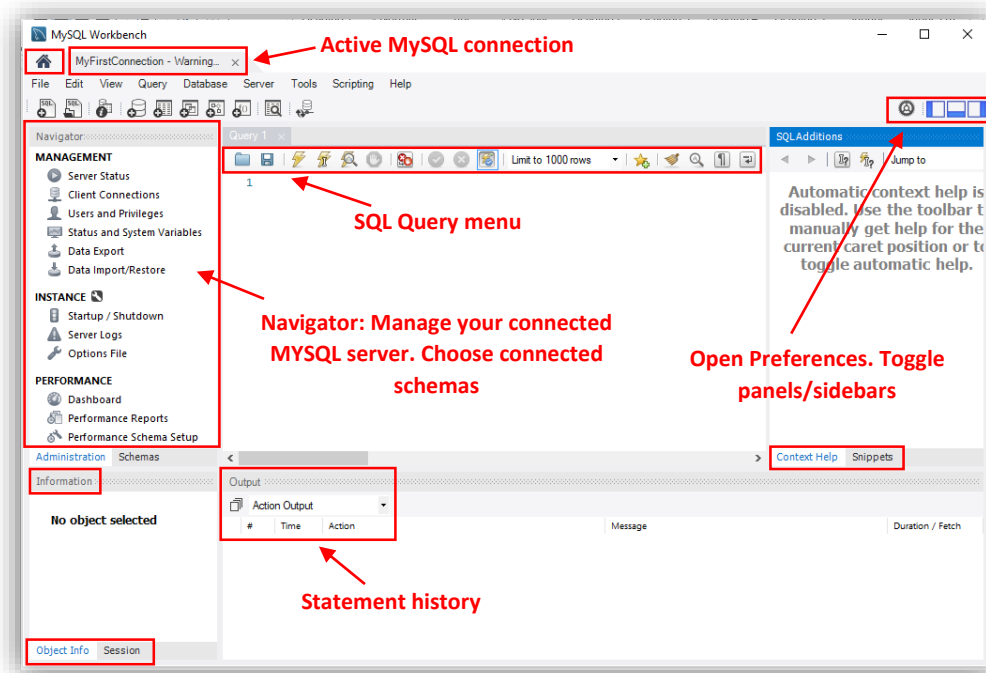 MySQL Workbench
Active MySQL connection
MyFirstConnection - Warning...
File Edit View Query Database Server Tools Scripting Help
Navigator
MANAGEMENT
Server Status
Client Connections
Users and Privileges
Status and System Variables
Data Export
Data Import/Restore
INSTANCE
Startup / Shutdown
Server Logs
Options File
PERFORMANCE
Dashboard
Performance Reports
Performance Schema Setup
Administration Schemas
Query 1
Limit to 1000 rows
1
SQL Query menu
Navigator: Manage your connected
MYSQL server. Choose connected
schemas
SQLAdditions
Jump to
Automatic context help is
disabled. Use the toolbar t
manually get help for the
current caret position or to
toggle automatic help.
Open Preferences. Toggle
panels/sidebars
Context Help Snippets
Information
No object selected
Object Info Session
Output
Action Output
# Time Action Message Duration / Fetch
Statement history